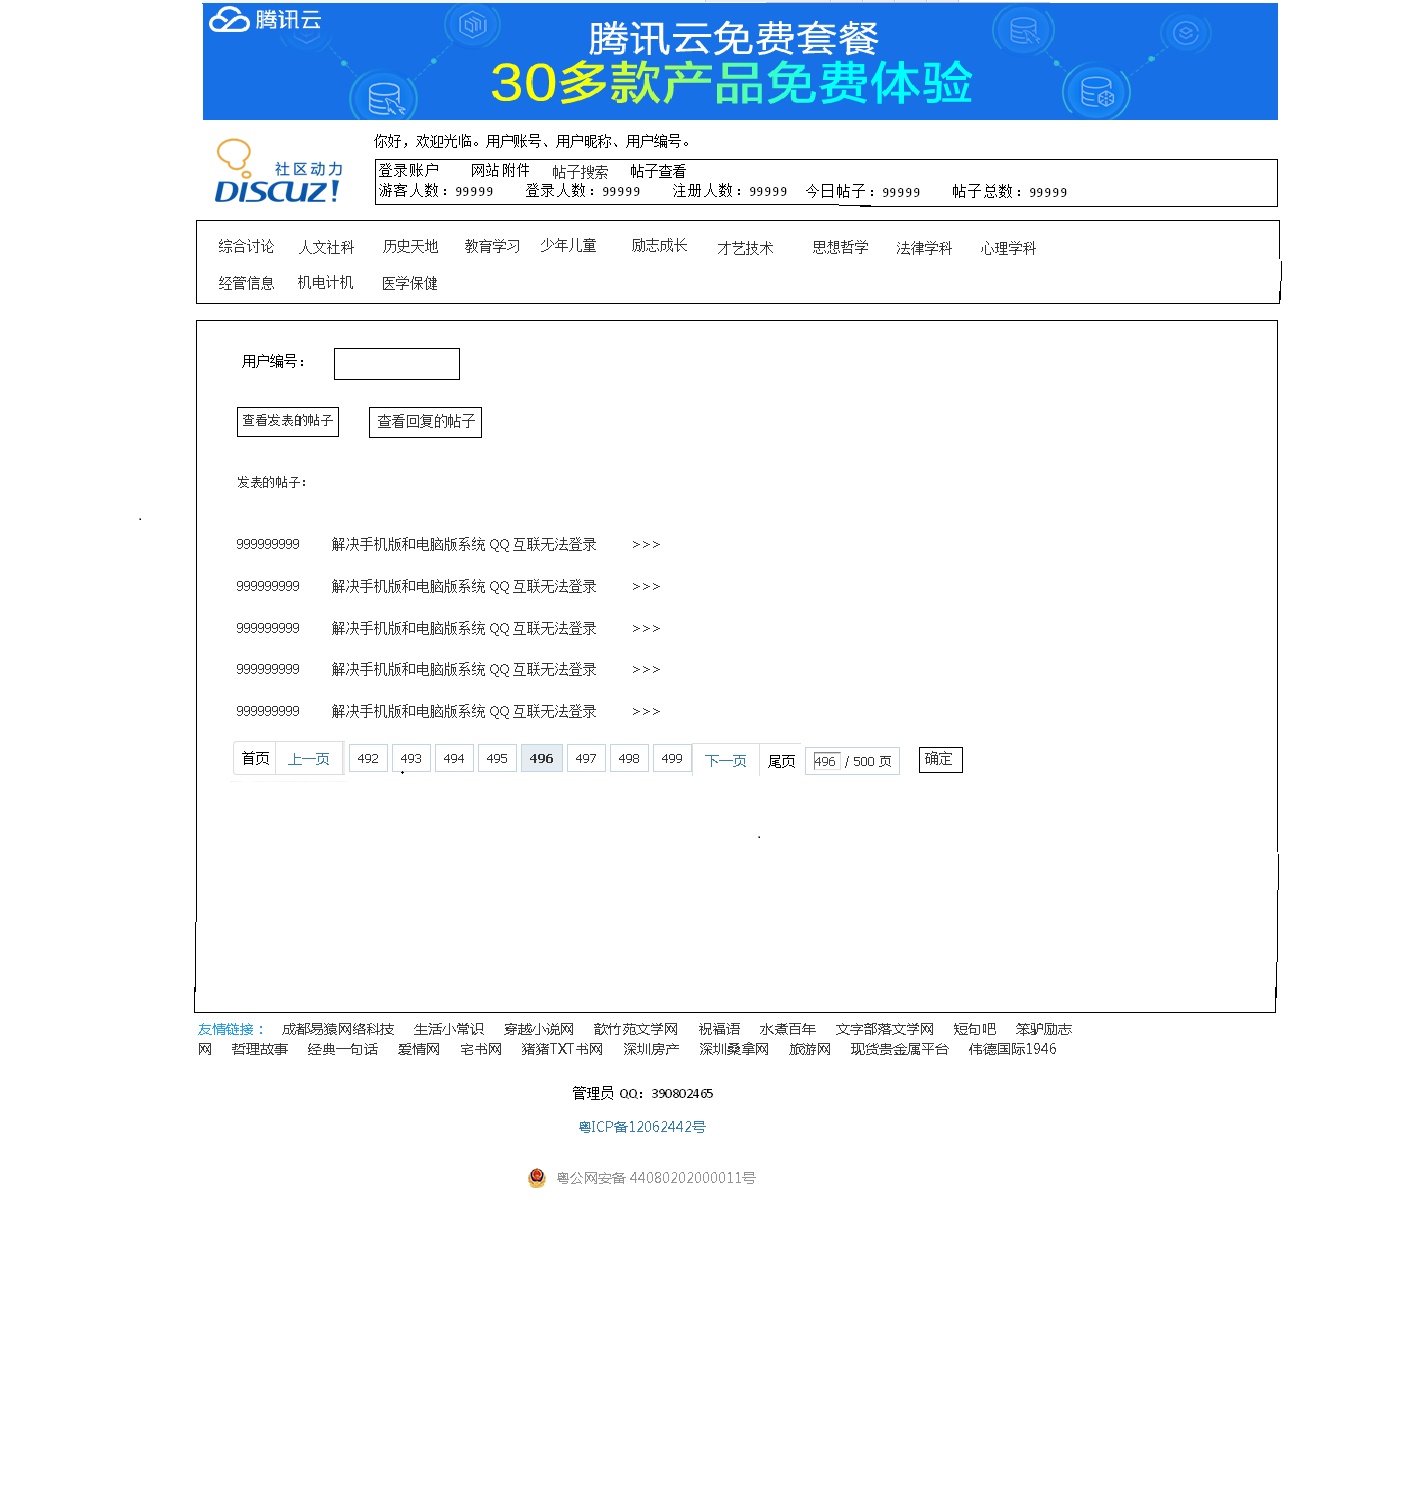 腾讯云
腾讯云免费套餐
30多款产品免费体验
社区动力
DISCUZ!
你好，欢迎光临。用户账号、用户昵称、用户编号。
登录账户 网站附件 帖子搜索 帖子查看
游客人数：99999 登录人数：99999 注册人数：99999 今日帖子：99999 帖子总数：99999
综合讨论 人文社科 历史天地 教育学习 少年儿童 励志成长 才艺技术 思想哲学 法律学科 心理学科
经管信息 机电计机 医学保健
用户编号：
查看发表的帖子 查看回复的帖子
发表的帖子：
999999999 解决手机版和电脑版系统 QQ 互联无法登录 >>>
999999999 解决手机版和电脑版系统 QQ 互联无法登录 >>>
999999999 解决手机版和电脑版系统 QQ 互联无法登录 >>>
999999999 解决手机版和电脑版系统 QQ 互联无法登录 >>>
999999999 解决手机版和电脑版系统 QQ 互联无法登录 >>>
首页 上一页 492 493 494 495 496 497 498 499 下一页 尾页 496 / 500 页 确定
友情链接： 成都易猿网络科技 生活小常识 穿越小说网 歆竹苑文学网 祝福语 水煮百年 文字部落文学网 短句吧 笨驴励志
网 哲理故事 经典一句话 爱情网 宅书网 猪猪TXT书网 深圳房产 深圳桑拿网 旅游网 现货贵金属平台 伟德国际1946
管理员 QQ：390802465
粤ICP备12062442号
粤公网安备 44080202000011号